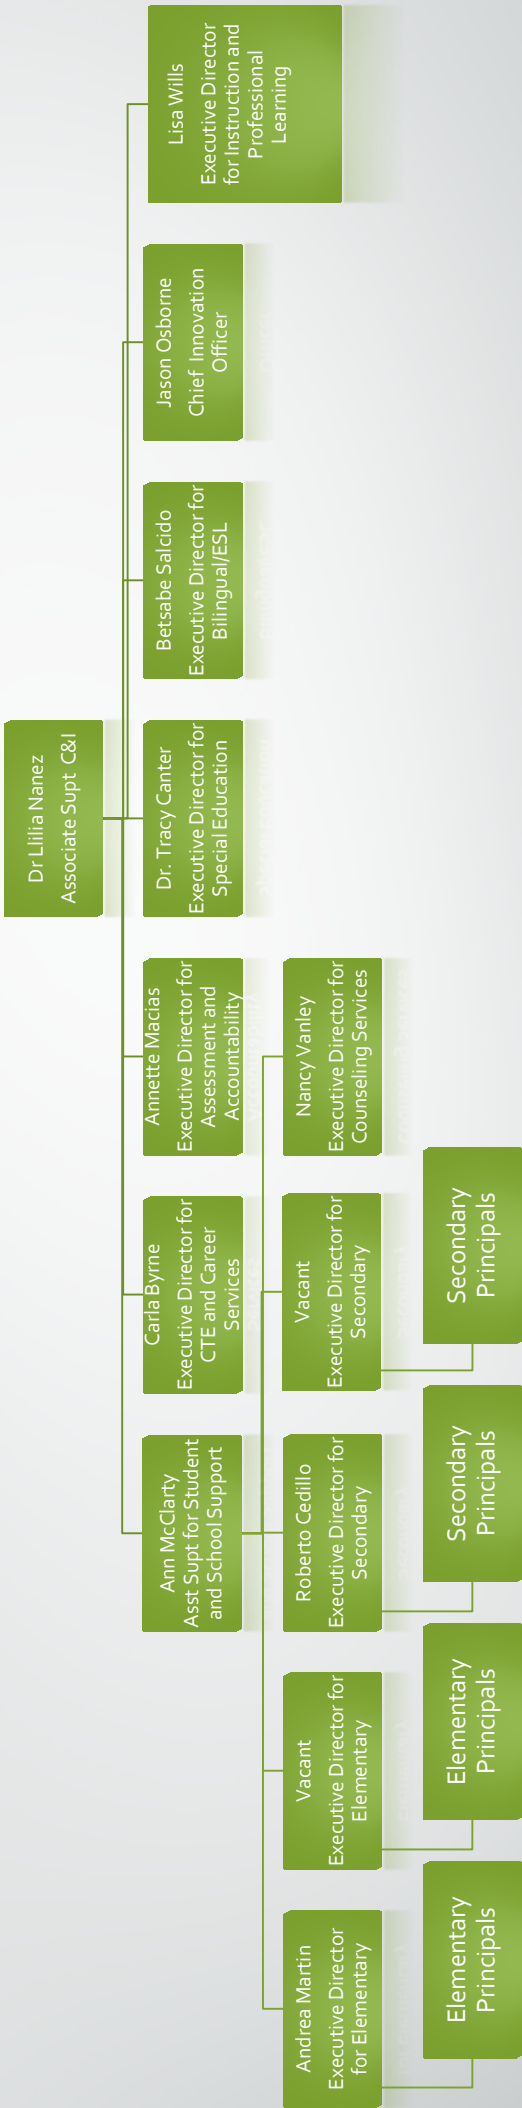 Dr Llilia Nanez
Associate Supt C&I
Ann McClarty
Asst Supt for Student
and School Support
Carla Byrne
Executive Director for
CTE and Career
Services
Annette Macias
Executive Director for
Assessment and
Accountability
Dr. Tracy Canter
Executive Director for
Special Education
Betsabe Salcido
Executive Director for
Bilingual/ESL
Jason Osborne
Chief Innovation
Officer
Lisa Wills
Executive Director
for Instruction and
Professional
Learning
Andrea Martin
Executive Director
for Elementary
Vacant
Executive Director for
Elementary
Roberto Cedillo
Executive Director for
Secondary
Vacant
Executive Director for
Secondary
Nancy Vanley
Executive Director for
Counseling Services
Elementary
Principals
Elementary
Principals
Secondary
Principals
Secondary
Principals